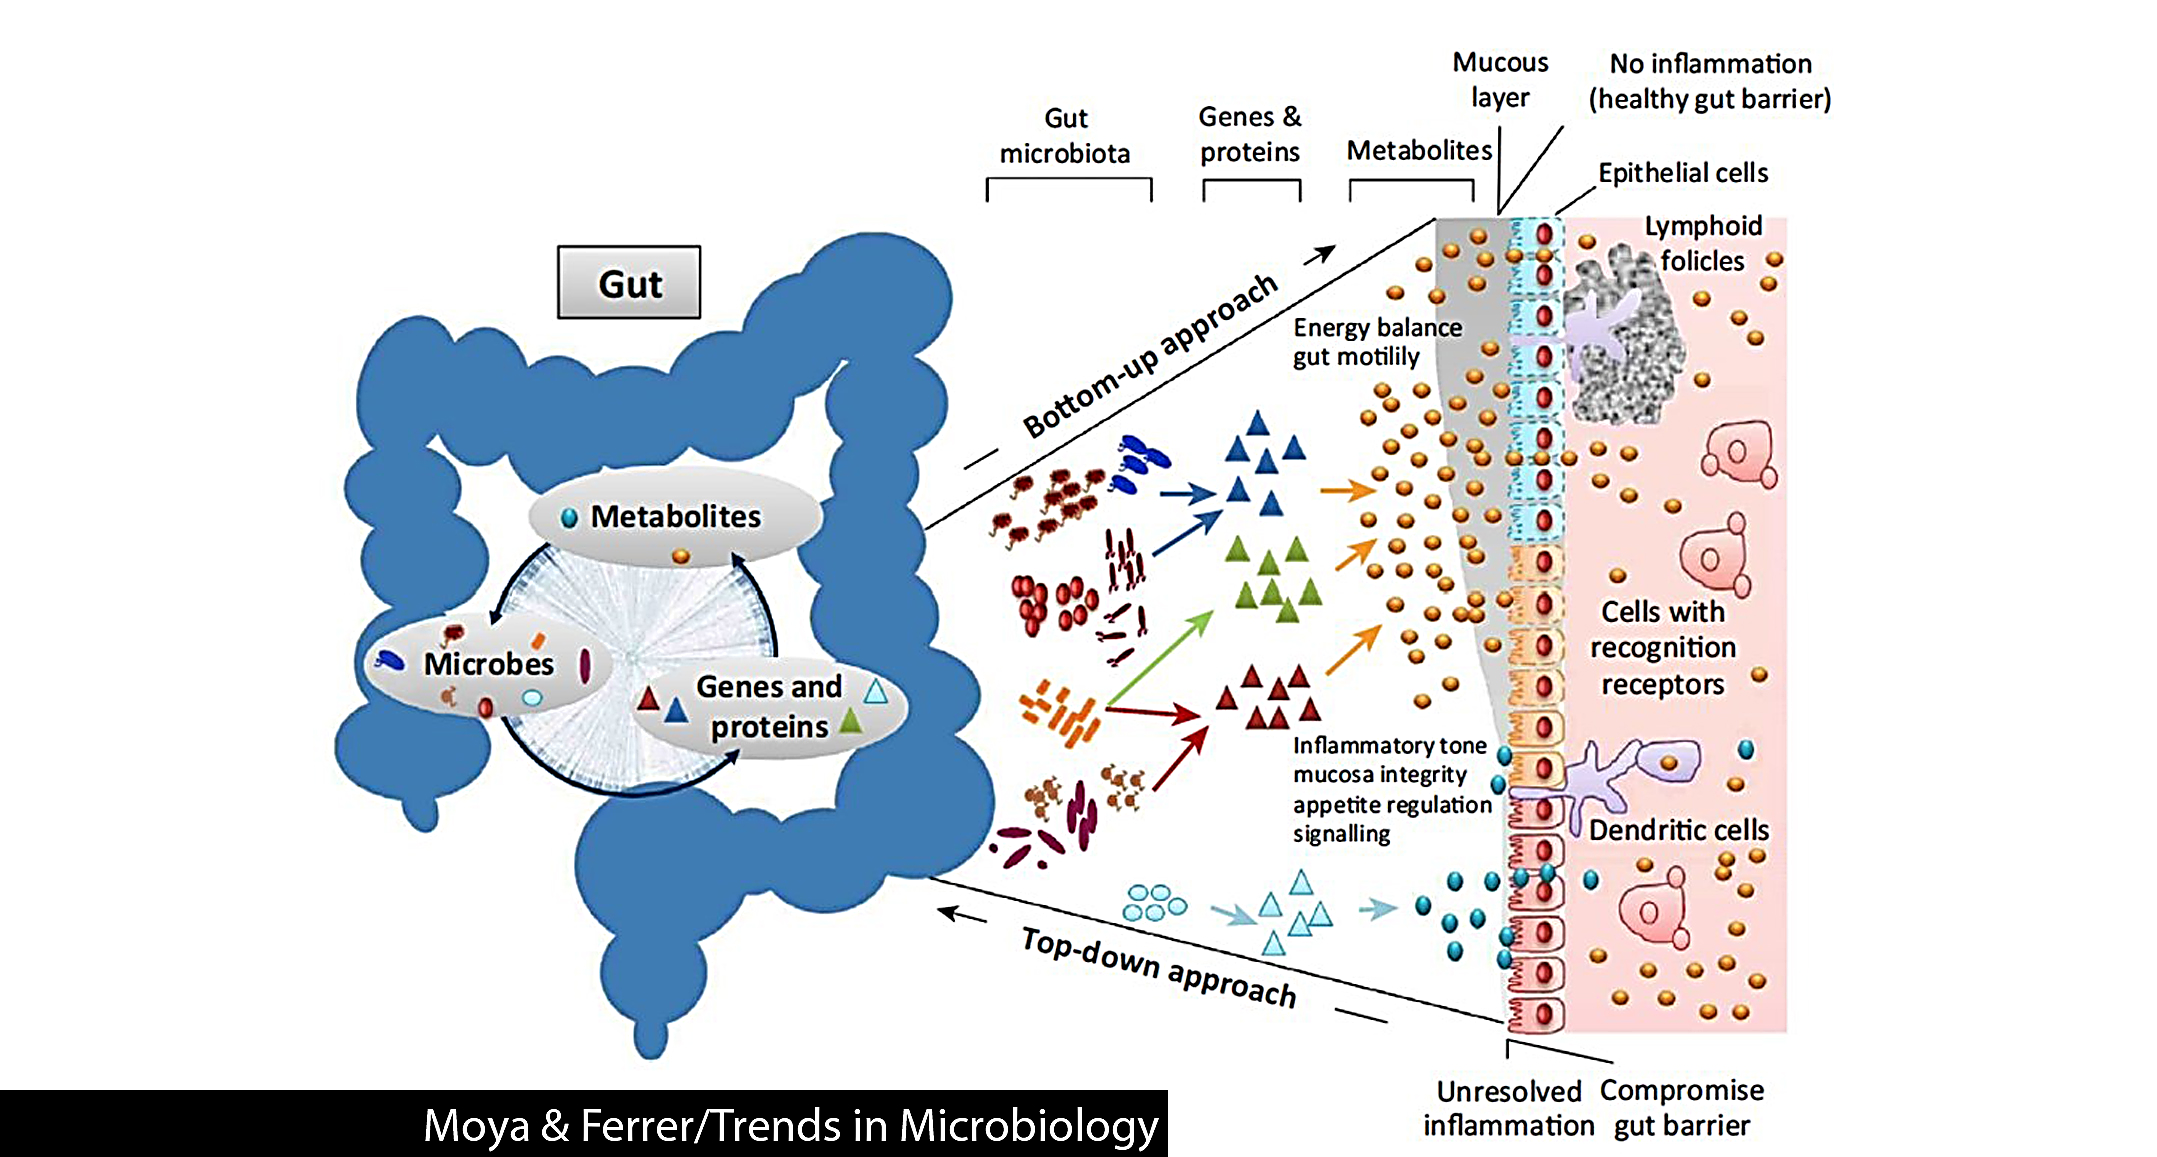 Mucous
layer
No inflammation
(healthy gut barrier)
Gut
microbiota
Genes &
proteins
Metabolites
Epithelial cells
Lymphoid
folicles
Gut
Bottom-up approach
Energy balance
gut motilily
Metabolites
Microbes
Genes and
proteins
Cells with
recognition
receptors
Inflammatory tone
mucosa integrity
appetite regulation
signalling
Dendritic cells
Top-down approach
Unresolved
inflammation
Compromise
gut barrier
Moya & Ferrer/Trends in Microbiology